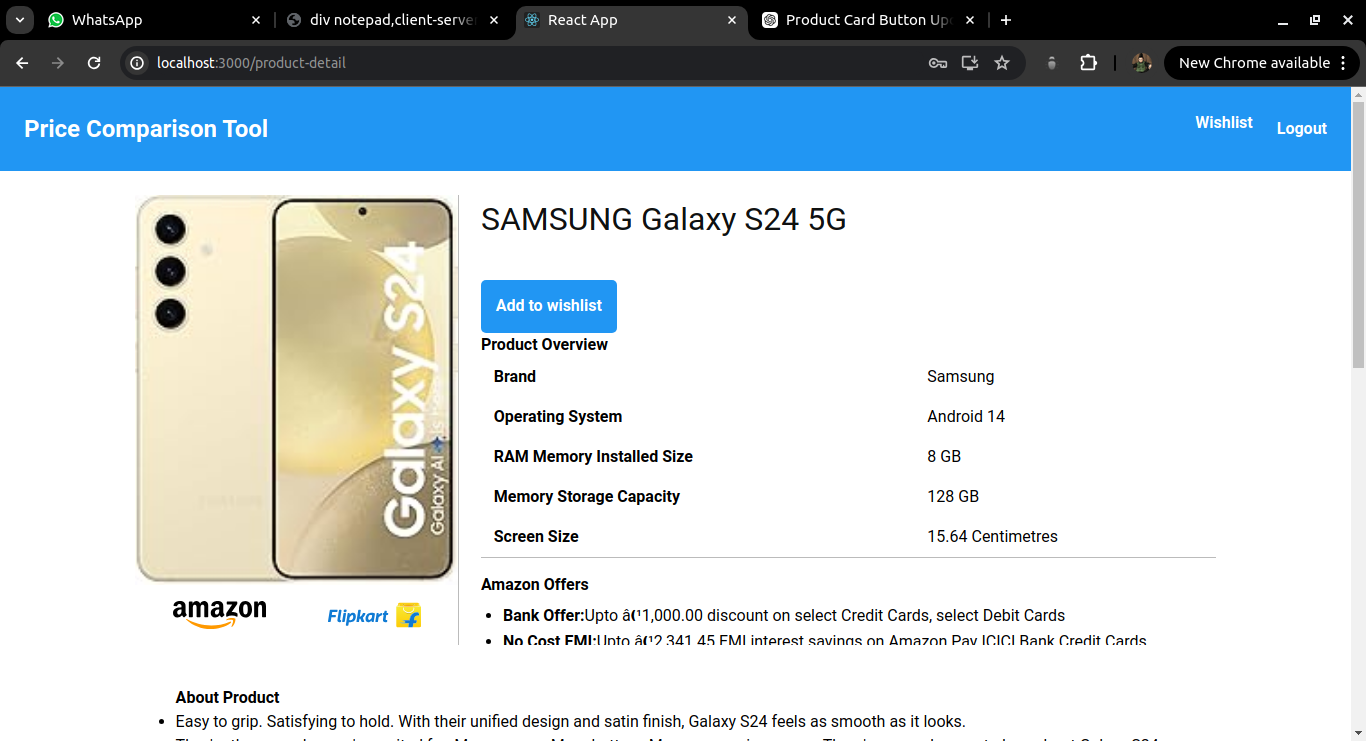 WhatsApp
div notepad,client-serve
React App
Product Card Button Up
localhost:3000/product-detail
New Chrome available
Price Comparison Tool
Wishlist
Logout
SAMSUNG Galaxy S24 5G
Galaxy S24
Galaxy AI
SAMSUNG
Add to wishlist
Product Overview
Brand Samsung
Operating System Android 14
RAM Memory Installed Size 8 GB
Memory Storage Capacity 128 GB
Screen Size 15.64 Centimetres
Amazon Offers
Bank Offer:Upto â‚¹1,000.00 discount on select Credit Cards, select Debit Cards
No Cost EMI:Upto â‚¹2,341.45 EMI interest savings on Amazon Pay ICICI Bank Credit Cards
amazon
Flipkart
About Product
Easy to grip. Satisfying to hold. With their unified design and satin finish, Galaxy S24 feels as smooth as it looks.